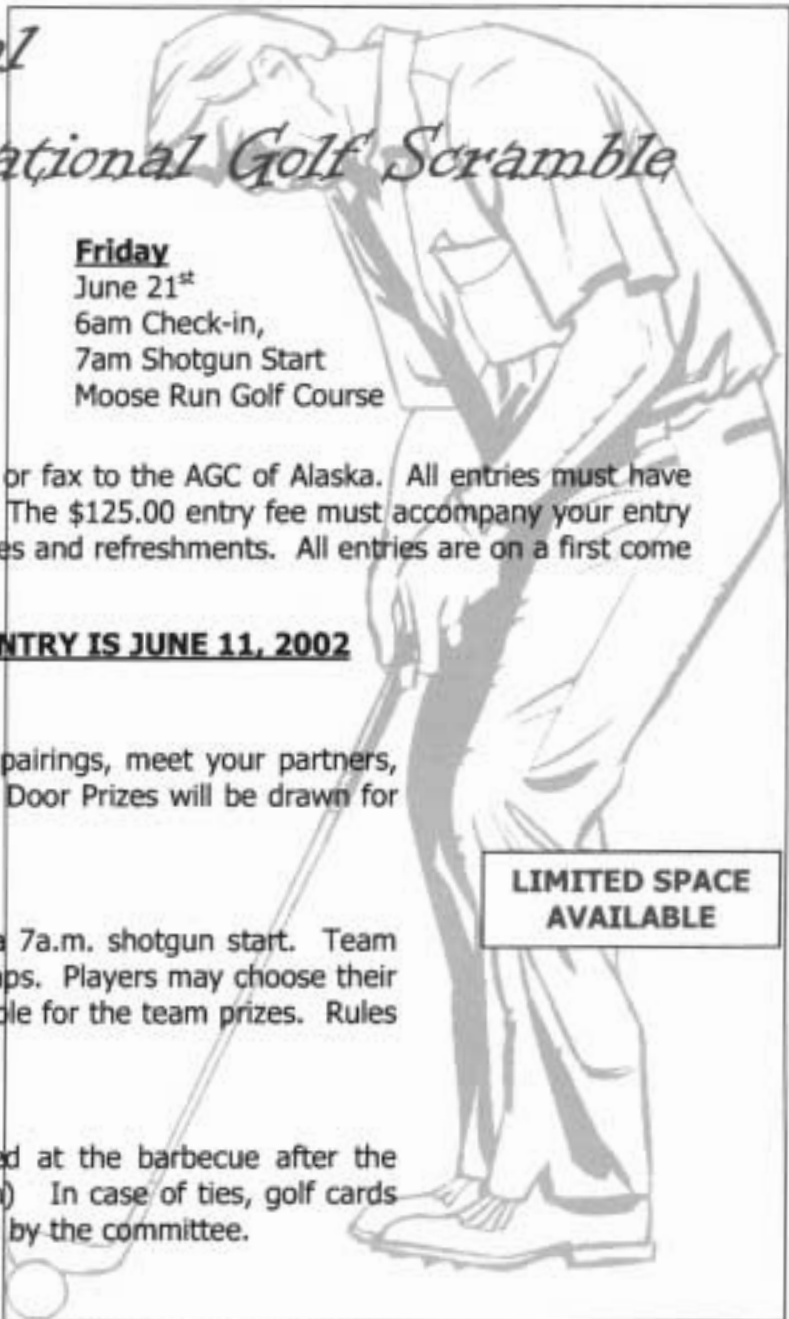 ational Golf Scramble
Friday
June 21st
6am Check-in,
7am Shotgun Start
Moose Run Golf Course
or fax to the AGC of Alaska. All entries must have
The $125.00 entry fee must accompany your entry
es and refreshments. All entries are on a first come
NTRY IS JUNE 11, 2002
pairings, meet your partners,
Door Prizes will be drawn for
LIMITED SPACE
AVAILABLE
a 7a.m. shotgun start. Team
aps. Players may choose their
ble for the team prizes. Rules
ed at the barbecue after the
In case of ties, golf cards
by the committee.